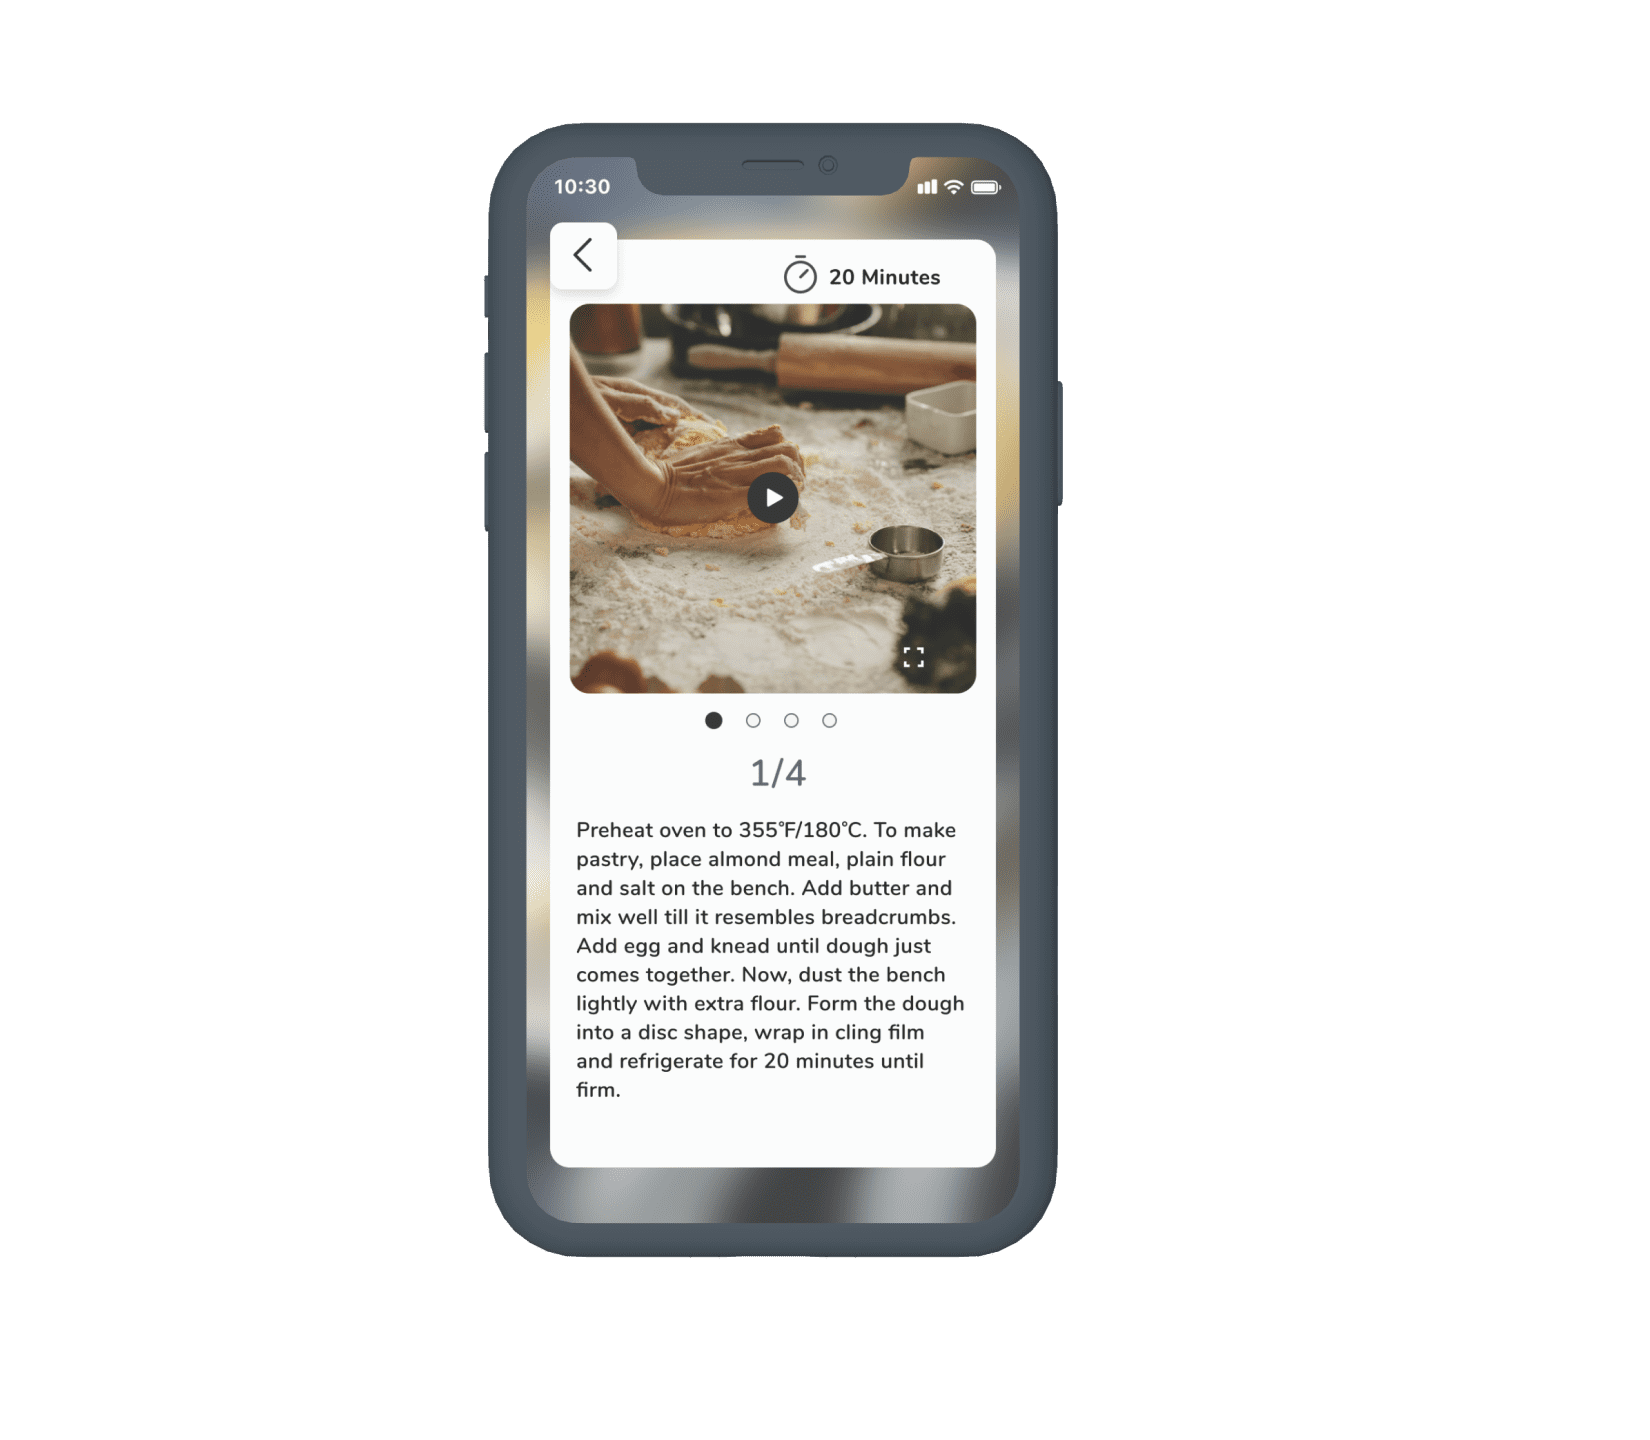 10:30
20 Minutes
1/4
Preheat oven to 355°F/180°C. To make
pastry, place almond meal, plain flour
and salt on the bench. Add butter and
mix well till it resembles breadcrumbs.
Add egg and knead until dough just
comes together. Now, dust the bench
lightly with extra flour. Form the dough
into a disc shape, wrap in cling film
and refrigerate for 20 minutes until
firm.